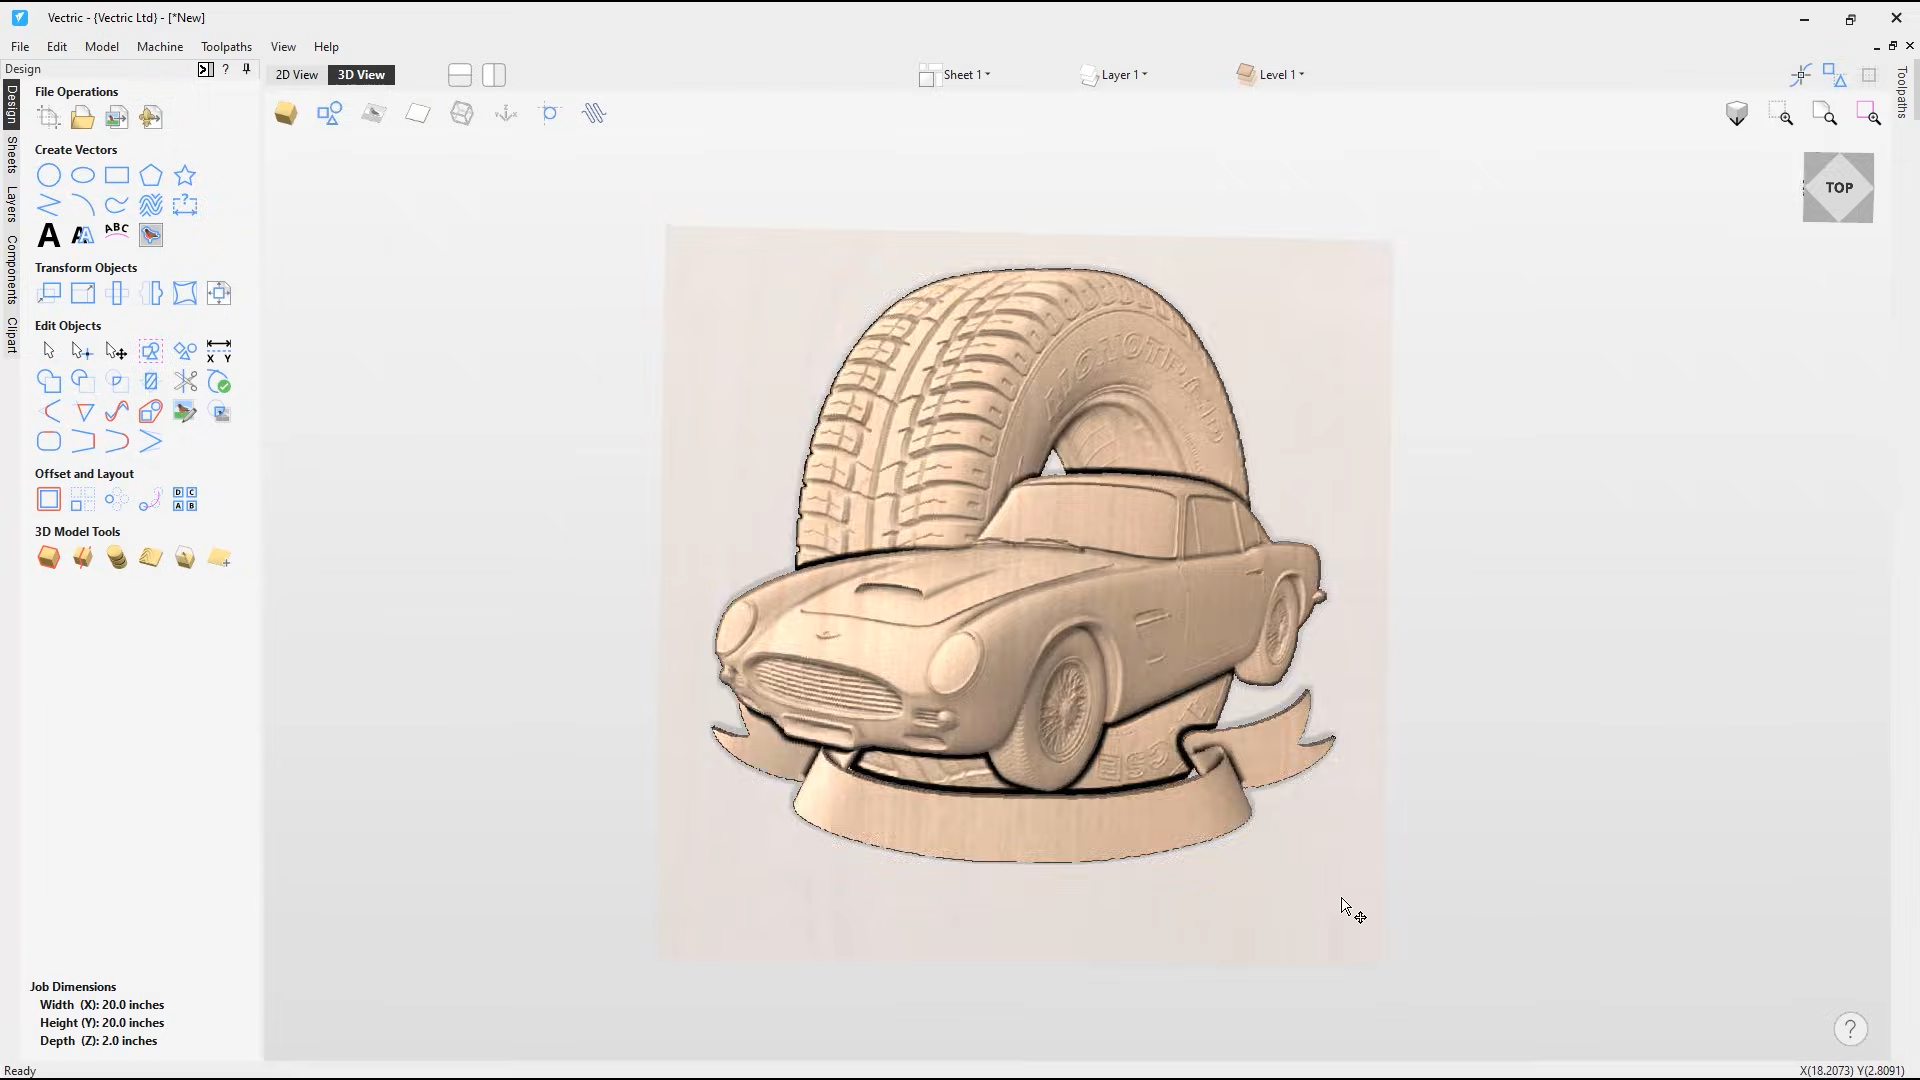 Vectric - {Vectric Ltd} - [*New]
File Edit Model Machine Toolpaths View Help
Design ?
2D View 3D View
Sheet 1 Layer 1 Level 1
Design
Sheets
Layers
Components
Clipart
Toolpaths
File Operations
Create Vectors
A A ABC
Transform Objects
Edit Objects
X Y
Offset and Layout
D C
A B
3D Model Tools
TOP
Job Dimensions
Width (X): 20.0 inches
Height (Y): 20.0 inches
Depth (Z): 2.0 inches
?
Ready
X(18.2073) Y(2.8091)